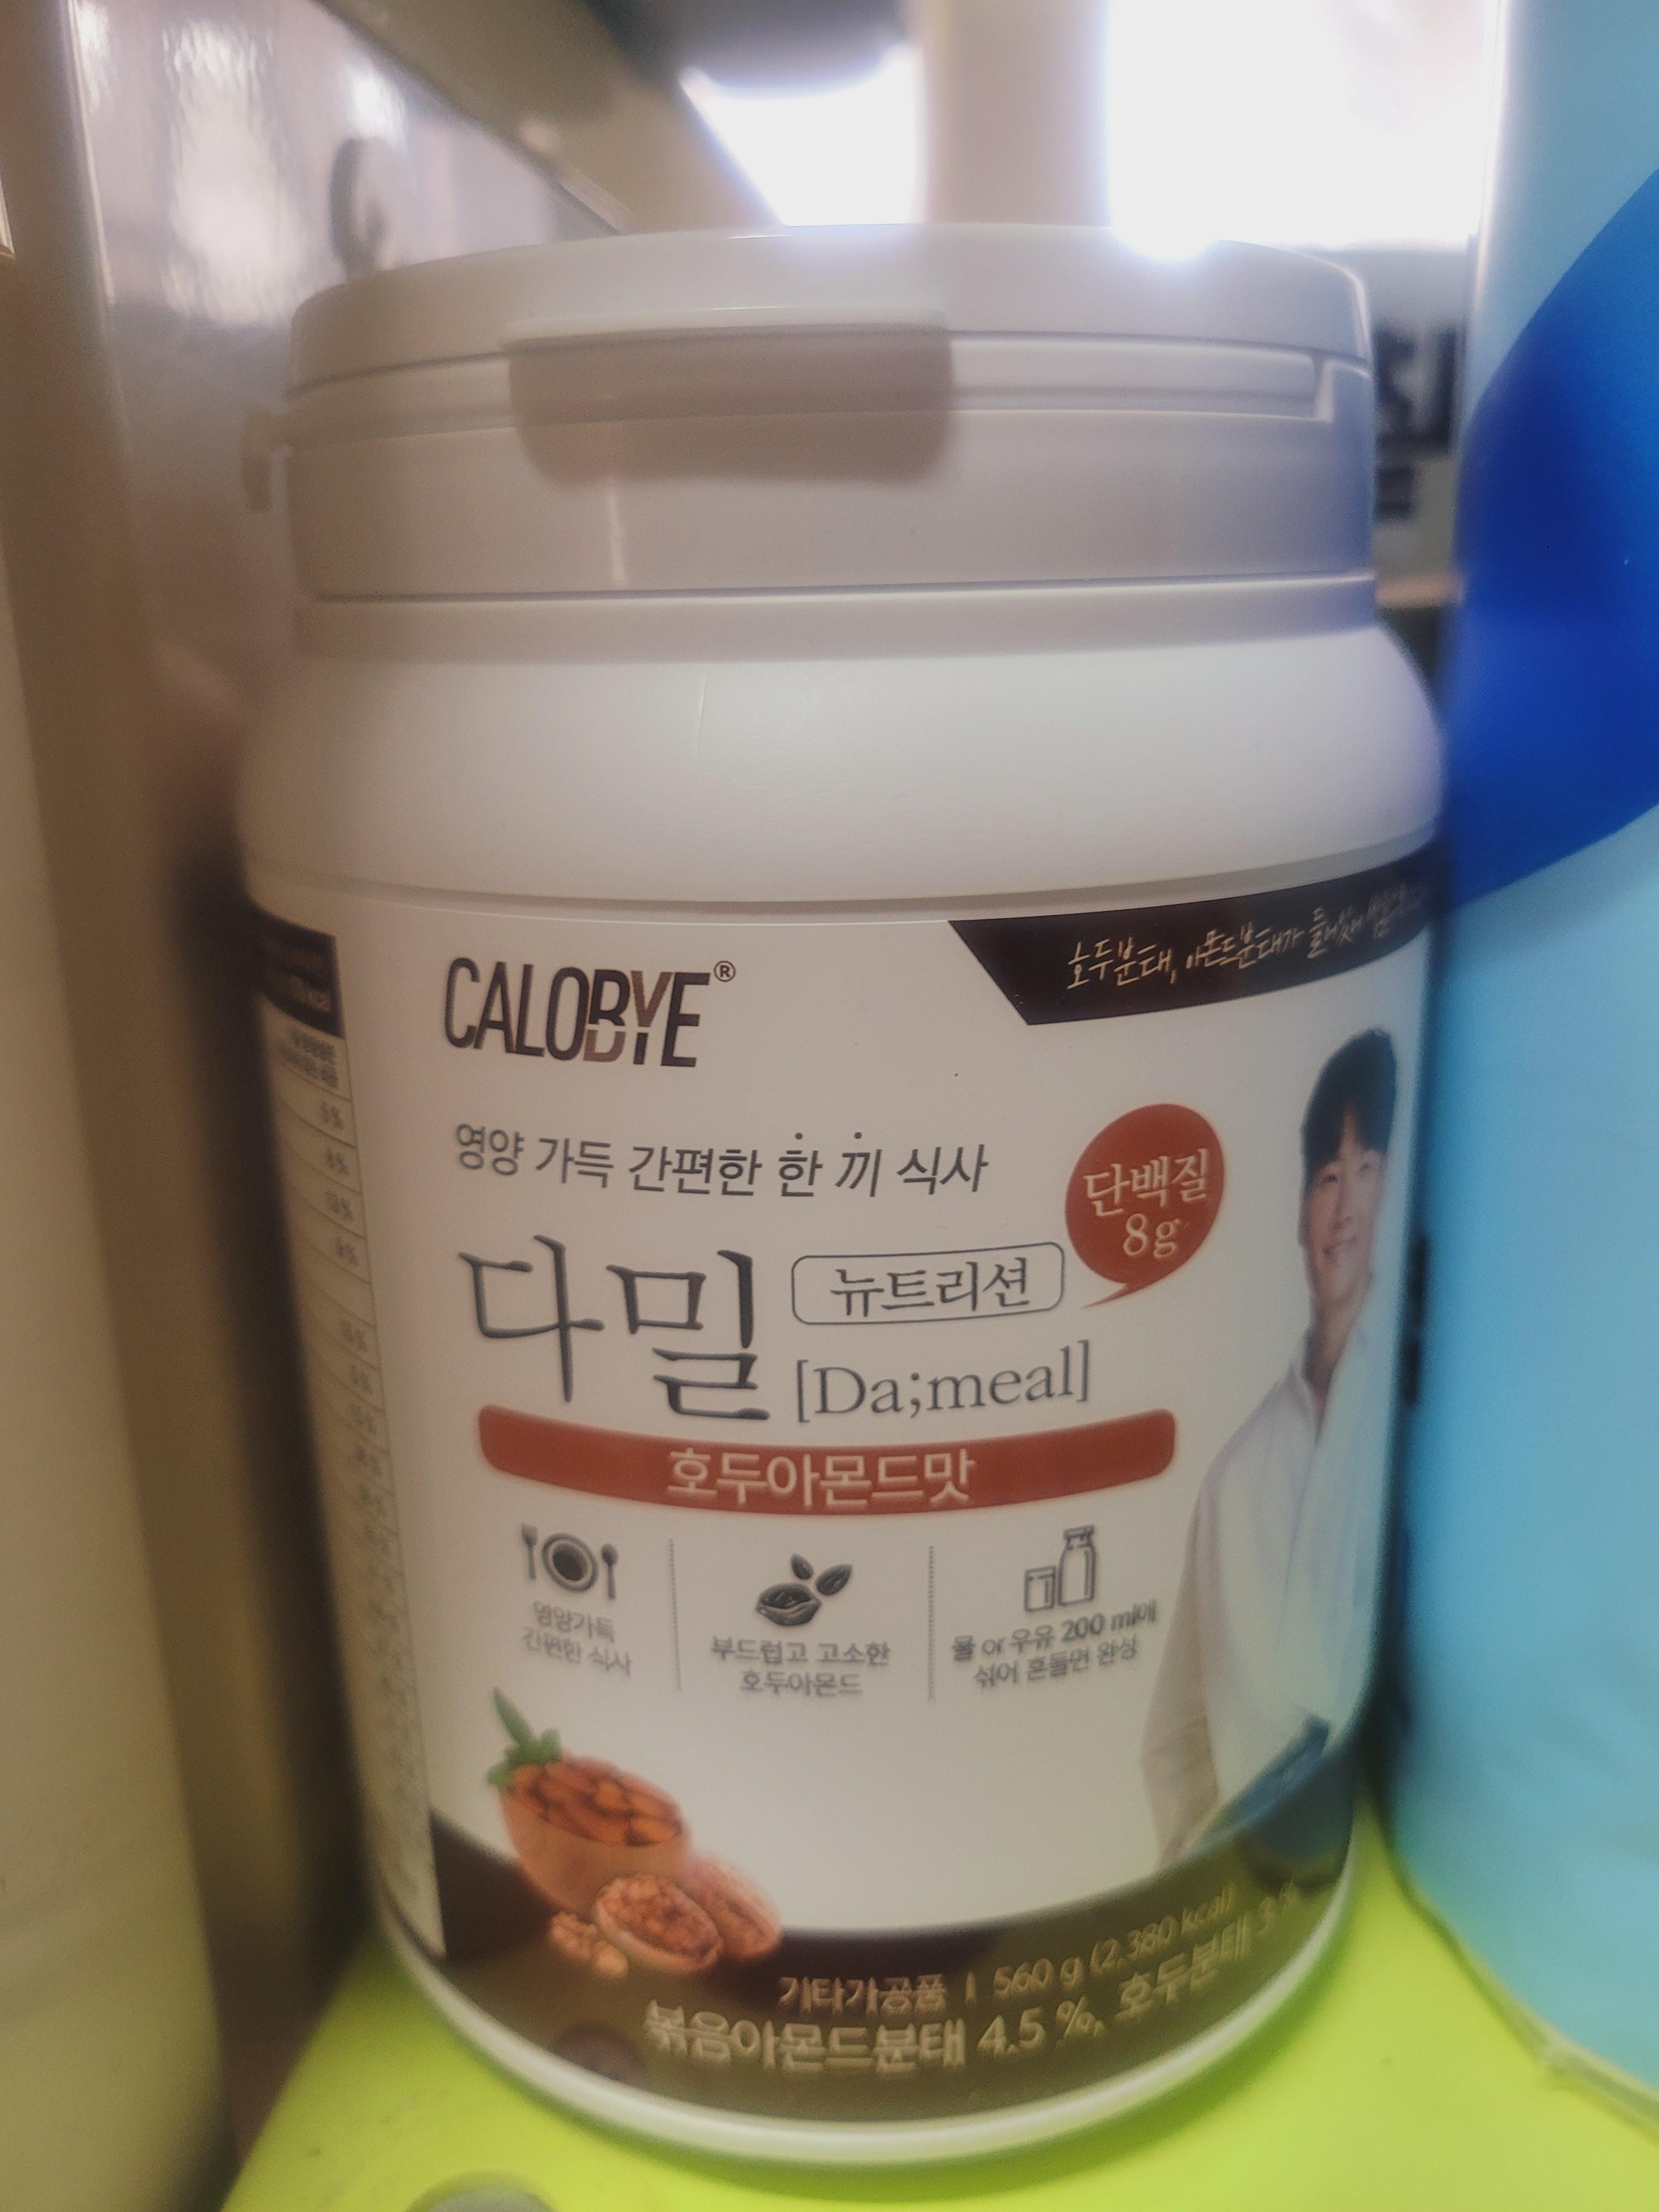 호두분태, 아몬드분태가 들어있어
CALOBYE®
영양 가득 간편한 한 끼 식사
단백질
8g
다밀 뉴트리션
[Da;meal]
호두아몬드맛
영양가득
간편한 식사
부드럽고 고소한
호두아몬드
물 or 우유 200 ml에
섞어 흔들면 완성
기타가공품 | 560 g (2,380 kcal)
볶음아몬드분태 4.5 %, 호두분태 3